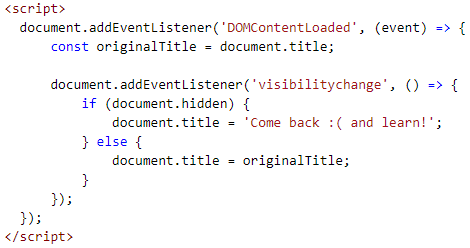 <script>
  document.addEventListener('DOMContentLoaded', (event) => {
      const originalTitle = document.title;

      document.addEventListener('visibilitychange', () => {
          if (document.hidden) {
              document.title = 'Come back :( and learn!';
          } else {
              document.title = originalTitle;
          }
      });
  });
</script>